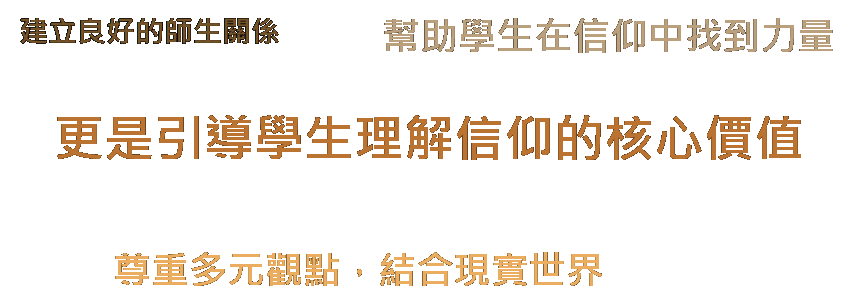 建立良好的師生關係
幫助學生在信仰中找到力量
更是引導學生理解信仰的核心價值
尊重多元觀點，結合現實世界